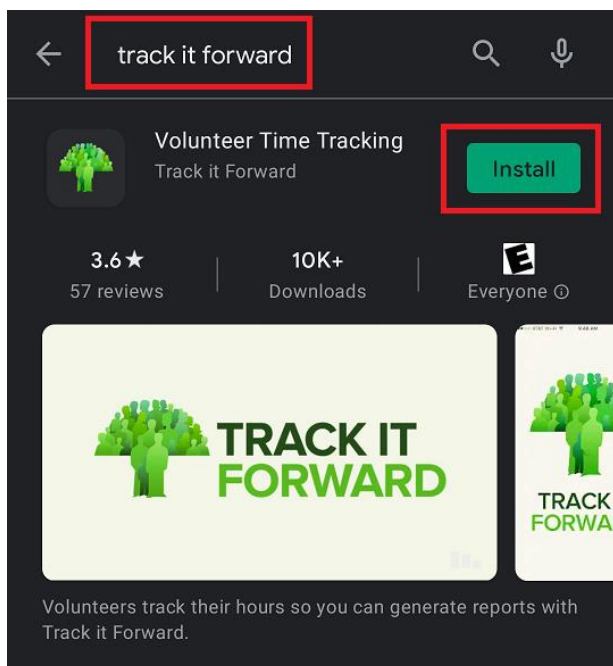 track it forward
Volunteer Time Tracking
Track it Forward
Install
3.6★
57 reviews
10K+
Downloads
E
Everyone
TRACK IT
FORWARD
TRACK
FORWA
Volunteers track their hours so you can generate reports with
Track it Forward.